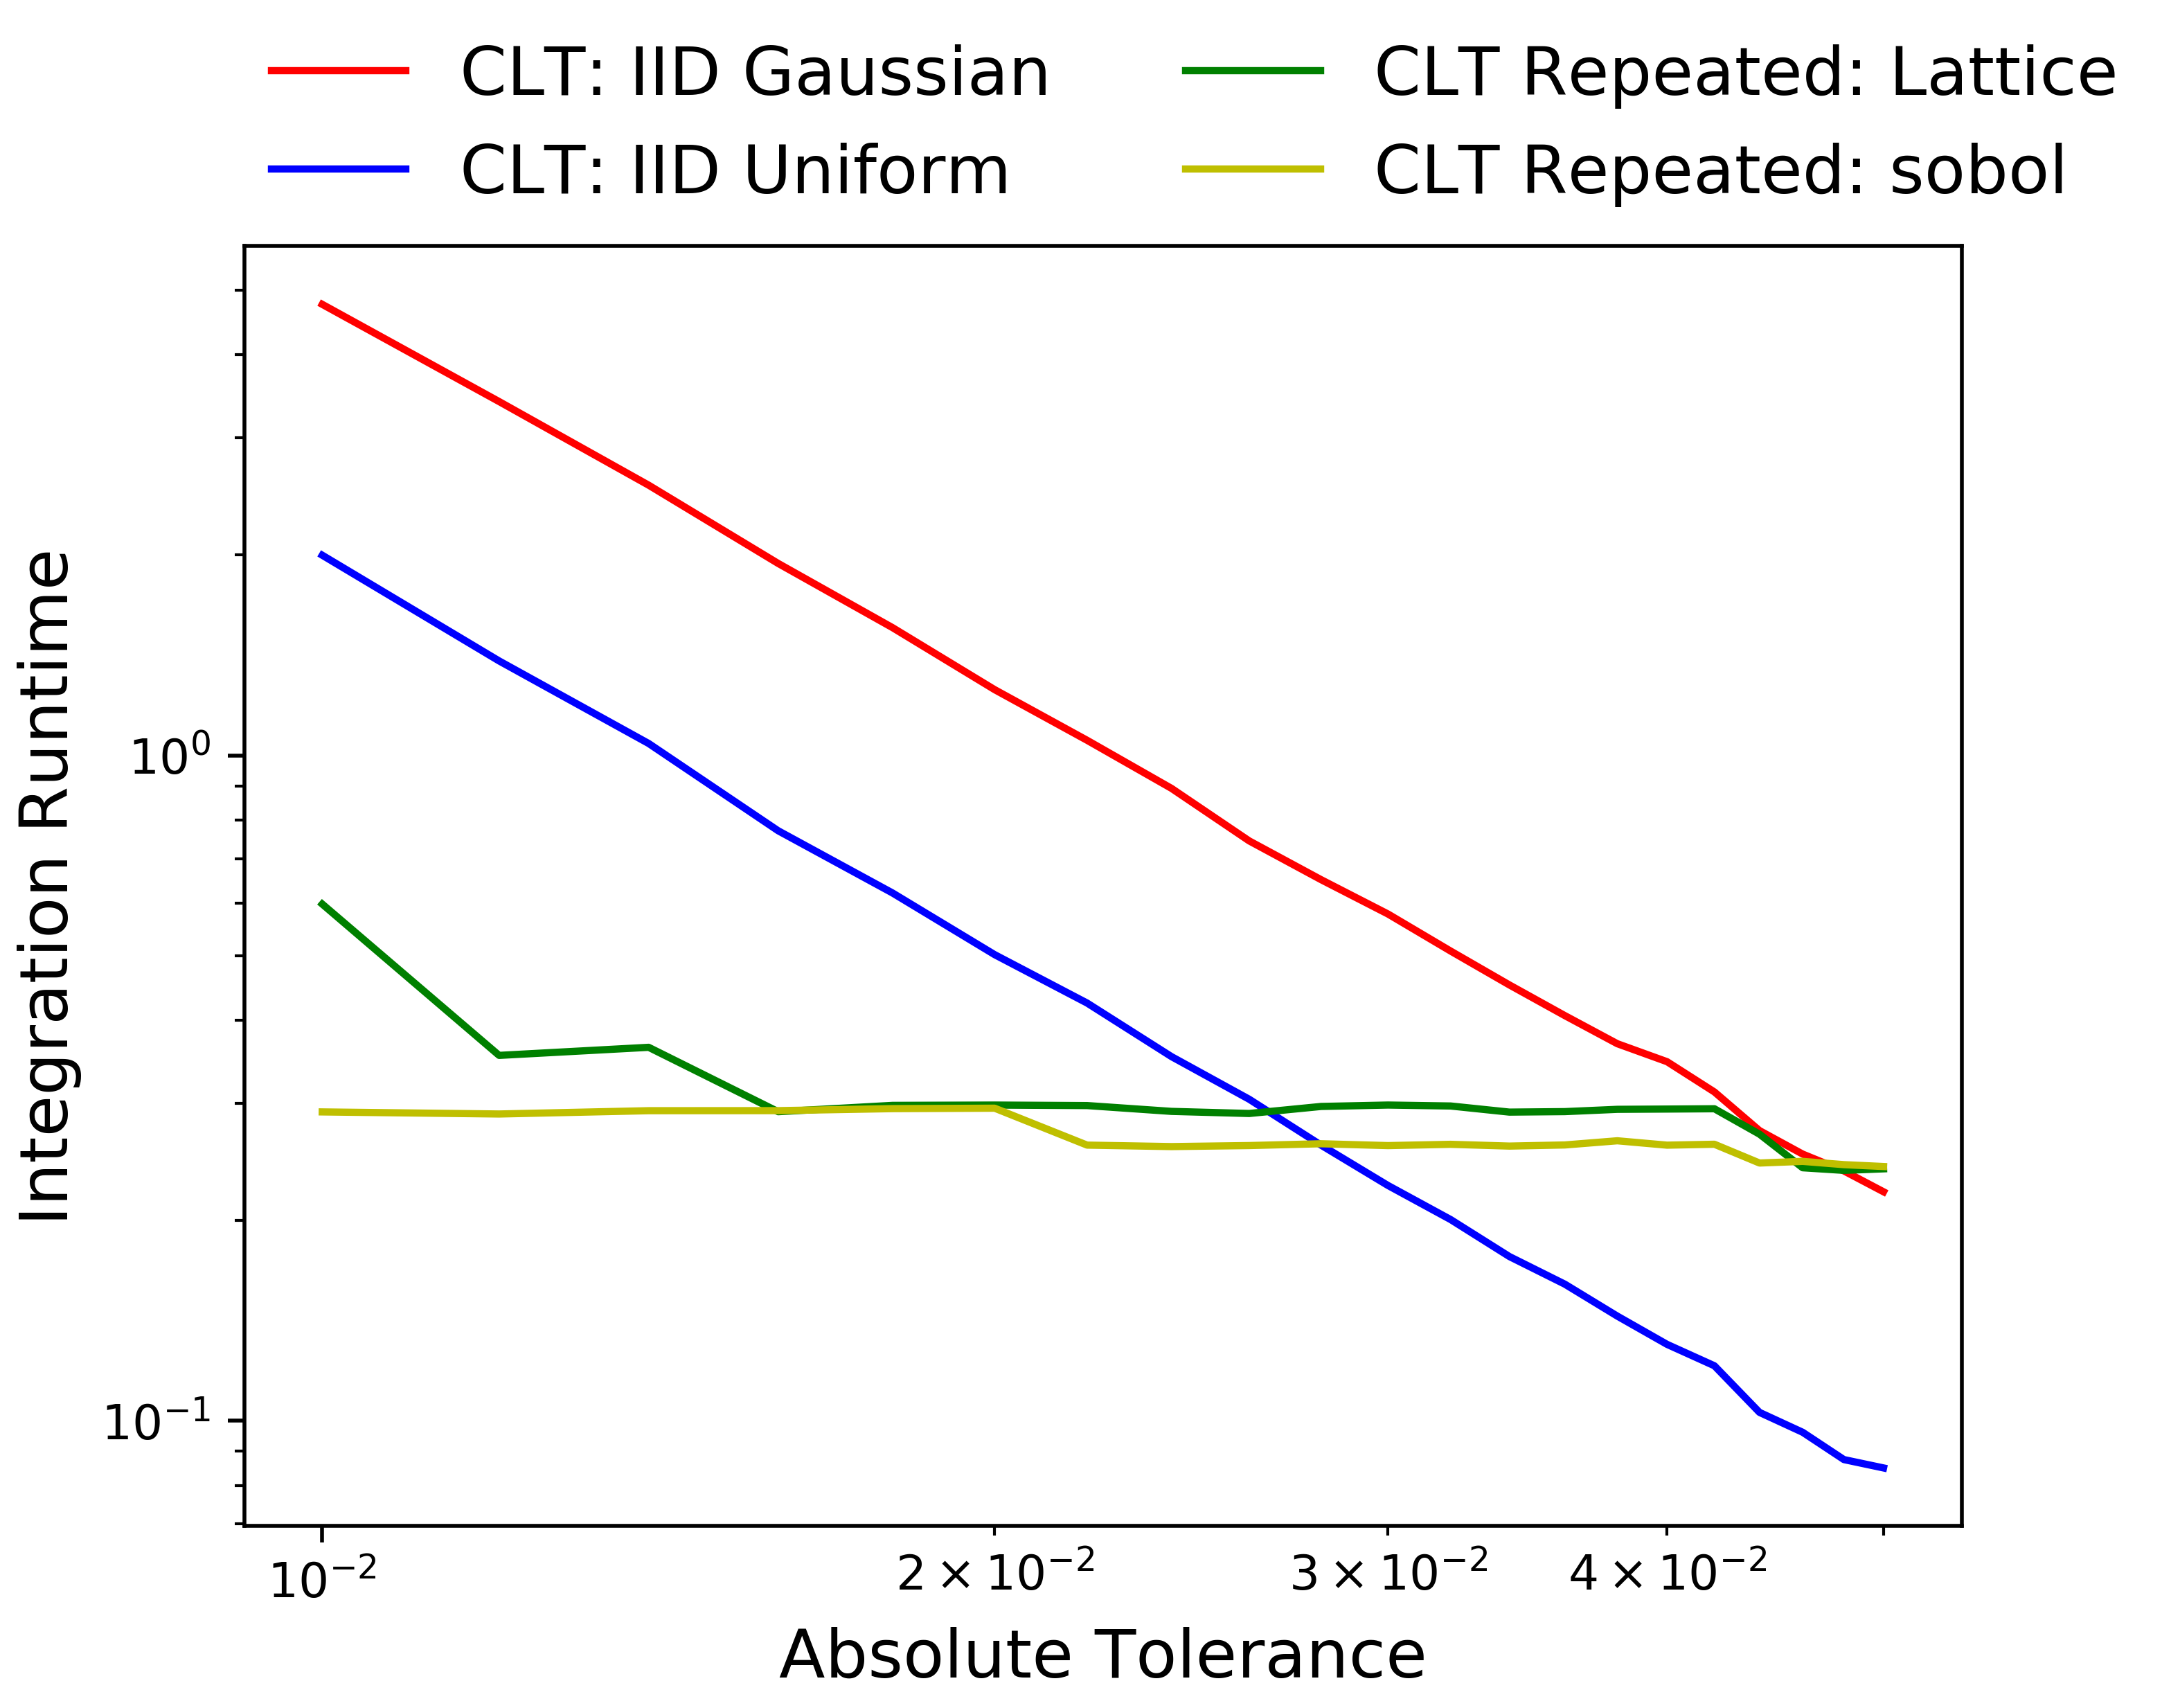 CLT: IID Gaussian
CLT: IID Uniform
CLT Repeated: Lattice
CLT Repeated: sobol
Integration Runtime
10⁰
10⁻¹
10⁻²
2 × 10⁻²
3 × 10⁻²
4 × 10⁻²
Absolute Tolerance